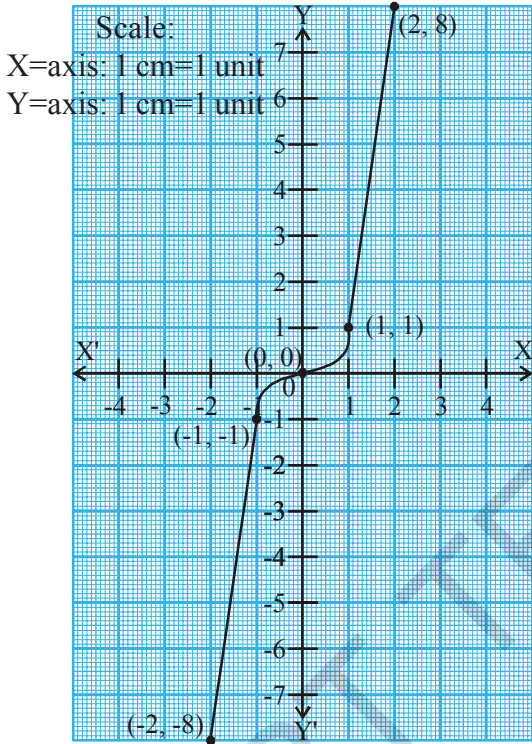 Scale:
X=axis: 1 cm=1 unit
Y=axis: 1 cm=1 unit
Y
(2, 8)
7
6
5
4
3
2
1
(1, 1)
(0, 0)
X'
X
0
-4 -3 -2 -1 1 2 3 4
(-1, -1)
-1
-2
-3
-4
-5
-6
-7
(-2, -8)
Y'